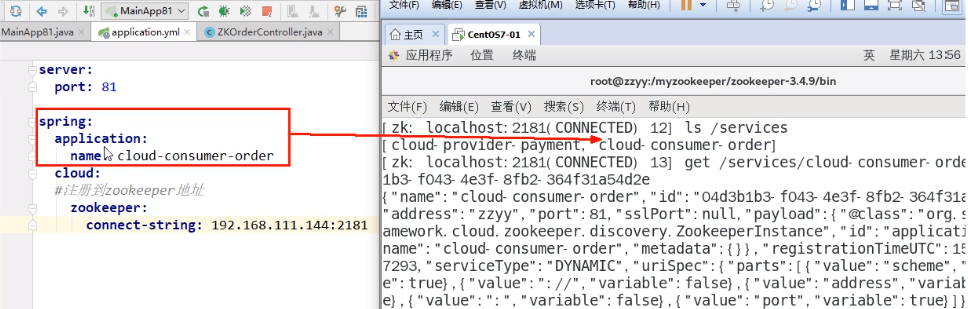 MainApp81
MainApp81.java
application.yml
ZKOrderController.java
server:
port: 81
spring:
application:
name: cloud-consumer-order
cloud:
#注册到zookeeper地址
zookeeper:
connect-string: 192.168.111.144:2181
文件(F) 编辑(E) 查看(V) 虚拟机(M) 选项卡(T) 帮助(H)
主页
CentOS7-01
应用程序 位置 终端 英 星期六 13:56
root@zzyy:/myzookeeper/zookeeper-3.4.9/bin
文件(F) 编辑(E) 查看(V) 搜索(S) 终端(T) 帮助(H)
[zk: localhost:2181(CONNECTED) 12] ls /services
[cloud-provider-payment, cloud-consumer-order]
[zk: localhost:2181(CONNECTED) 13] get /services/cloud-consumer-orde
1b3-f043-4e3f-8fb2-364f31a54d2e
{"name":"cloud-consumer-order","id":"04d3b1b3-f043-4e3f-8fb2-364f31a
"address":"zzyy","port":81,"sslPort":null,"payload":{"@class":"org.s
amework.cloud.zookeeper.discovery.ZookeeperInstance","id":"applicati
name":"cloud-consumer-order","metadata":{}},"registrationTimeUTC":15
7293,"serviceType":"DYNAMIC","uriSpec":{"parts":[{"value":"scheme","
e":true},{"value":"://","variable":false},{"value":"address","variab
e},{"value":":","variable":false},{"value":"port","variable":true}]}